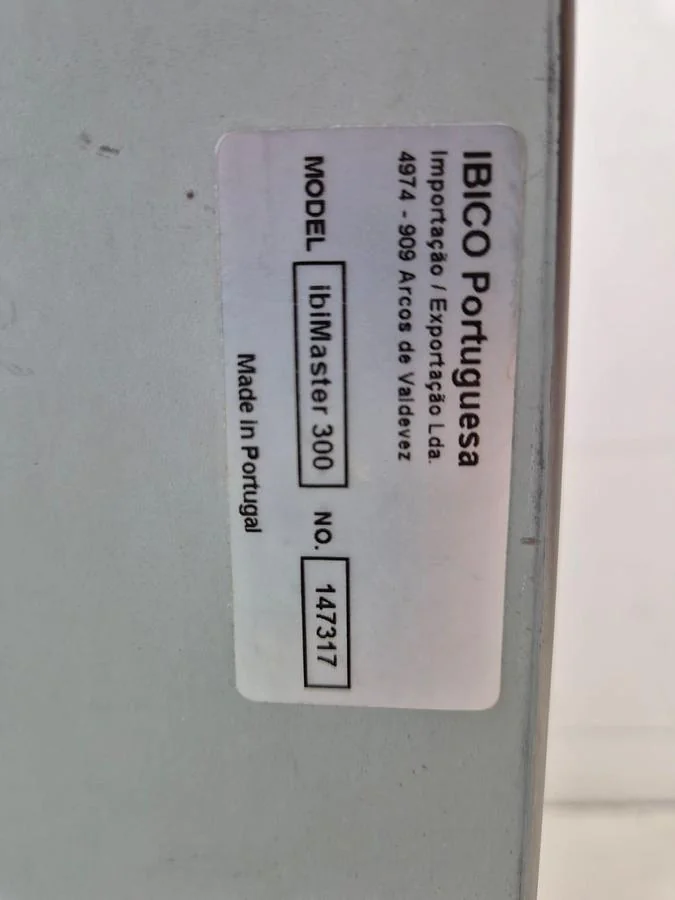 IBICO Portuguesa
Importação / Exportação Lda.
4974 - 909 Arcos de Valdevez
MODEL ibiMaster 300 NO. 147317
Made in Portugal